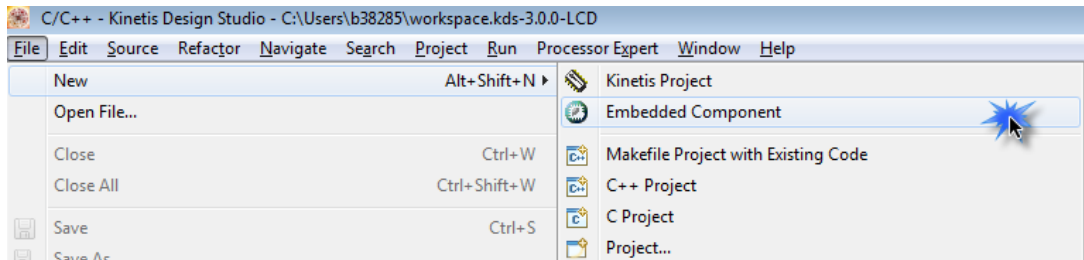 C/C++ - Kinetis Design Studio - C:\Users\b38285\workspace.kds-3.0.0-LCD
File Edit Source Refactor Navigate Search Project Run Processor Expert Window Help
New Alt+Shift+N
Open File...
Close Ctrl+W
Close All Ctrl+Shift+W
Save Ctrl+S
Save As
Kinetis Project
Embedded Component
Makefile Project with Existing Code
C++ Project
C Project
Project...